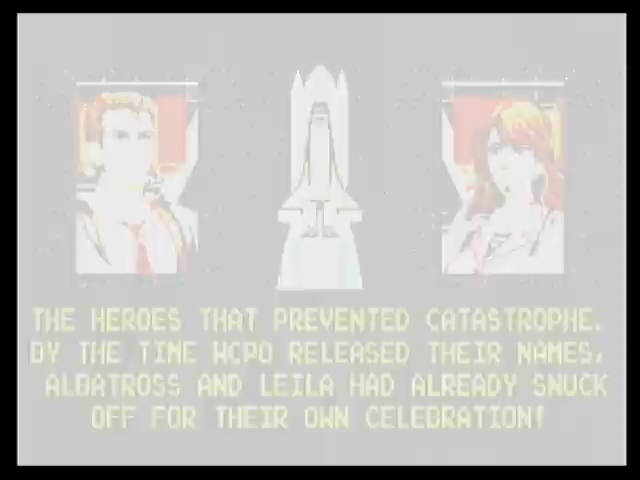 THE HEROES THAT PREVENTED CATASTROPHE.
BY THE TIME WCPO RELEASED THEIR NAMES,
ALBATROSS AND LEILA HAD ALREADY SNUCK
OFF FOR THEIR OWN CELEBRATION!